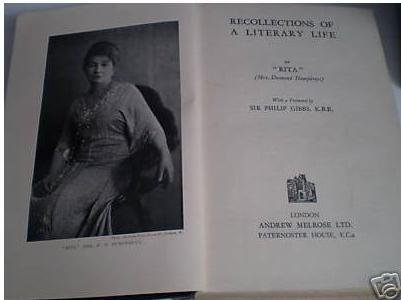 RECOLLECTIONS OF
A LITERARY LIFE
BY
"RITA"
(Mrs. Desmond Humphreys)
With a Foreword by
SIR PHILIP GIBBS, K.B.E.
LONDON
ANDREW MELROSE LTD.
PATERNOSTER HOUSE, E.C.4
"RITA" MRS. D. HUMPHREYS.